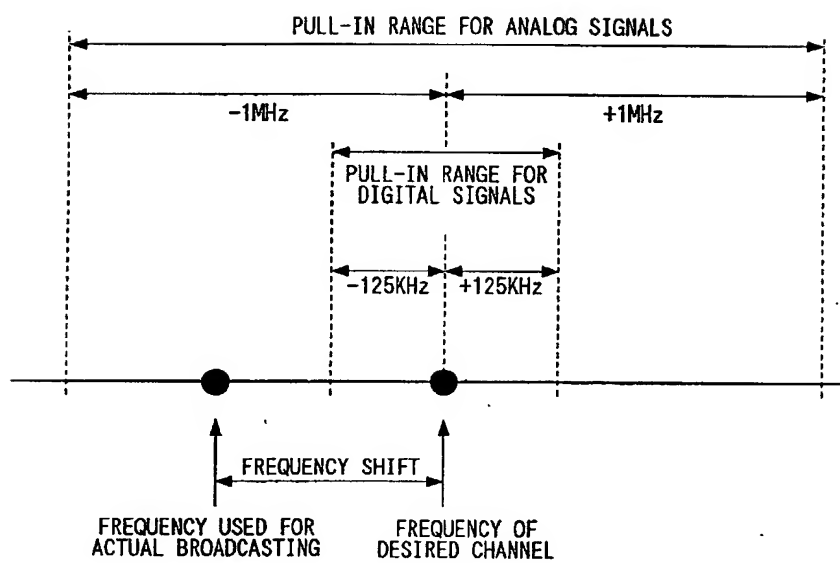 PULL-IN RANGE FOR ANALOG SIGNALS
-1MHz
+1MHz
PULL-IN RANGE FOR
DIGITAL SIGNALS
-125KHz
+125KHz
FREQUENCY SHIFT
FREQUENCY USED FOR
ACTUAL BROADCASTING
FREQUENCY OF
DESIRED CHANNEL